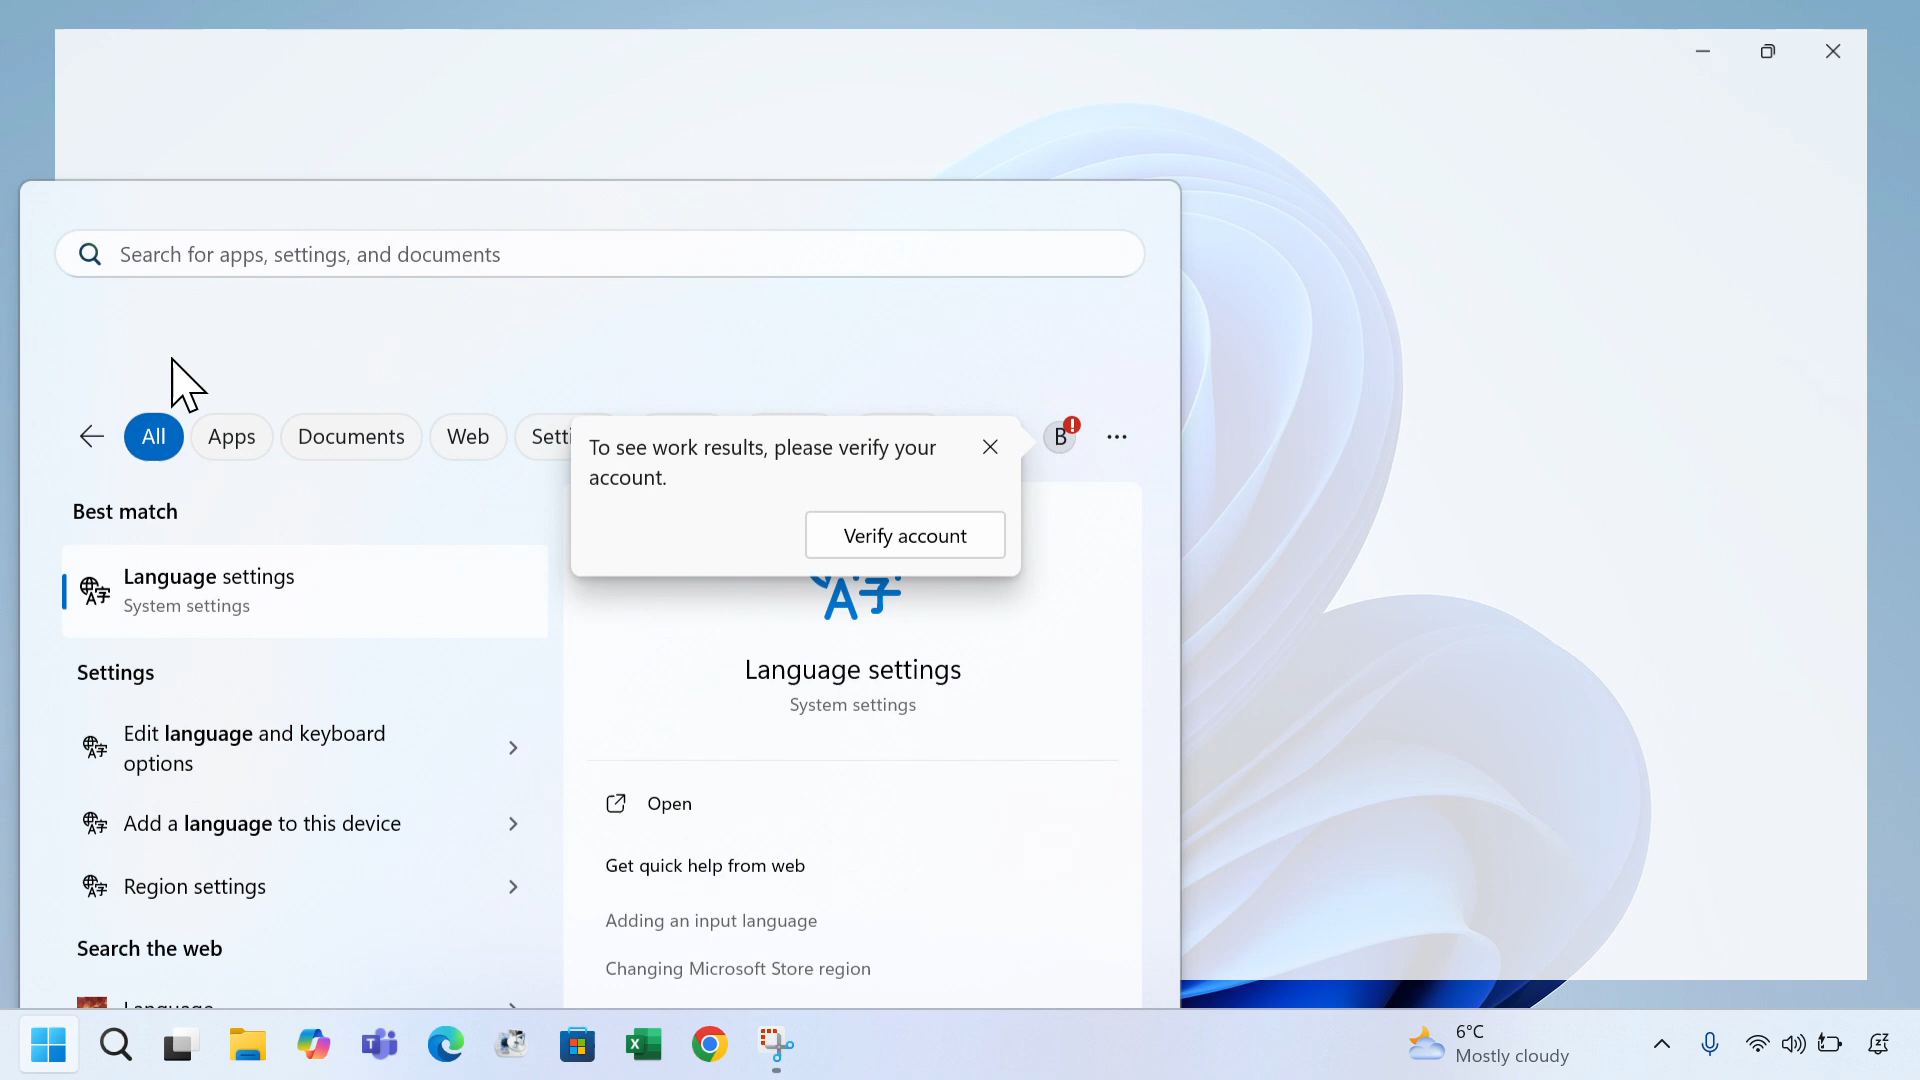 Search for apps, settings, and documents
All
Apps
Documents
Web
B
To see work results, please verify your
account.
Verify account
Best match
Language settings
System settings
Settings
Edit language and keyboard
options
Add a language to this device
Region settings
Search the web
Language settings
System settings
Open
Get quick help from web
Adding an input language
Changing Microsoft Store region
6°C
Mostly cloudy